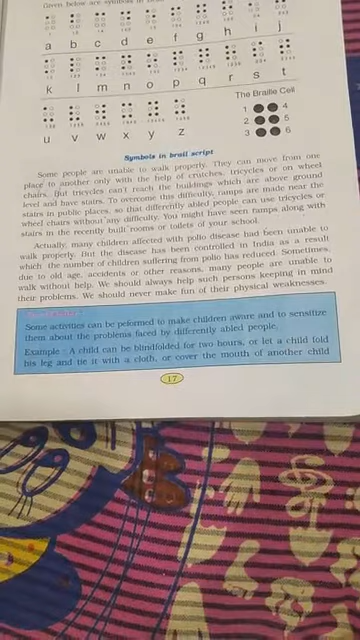 Given below are symbols in
a b c d e f g h i j
k l m n o p q r s t
The Braille Cell
1 4
2 5
3 6
u v w x y z
Symbols in brail script
Some people are unable to walk properly. They can move from one
place to another only with the help of crutches, tricycles or on wheel
chairs. But tricycles can't reach the buildings which are above ground
level and have stairs. To overcome this difficulty, ramps are made near the
stairs in public places, so that differently abled people can use tricycles or
wheel chairs without any difficulty. You might have seen ramps along with
stairs in the recently built rooms or toilets of your school.
Actually, many children affected with polio disease had been unable to
walk properly. But the disease has been controlled in India as a result
which the number of children suffering from polio has reduced. Sometimes,
due to old age, accidents or other reasons, many people are unable to
walk without help. We should always help such persons keeping in mind
their problems. We should never make fun of their physical weaknesses.
Some activities can be peformed to make children aware and to sensitize
them about the problems faced by differently abled people.
Example : A child can be blindfolded for two hours, or let a child fold
his leg and tie it with a cloth, or cover the mouth of another child
17